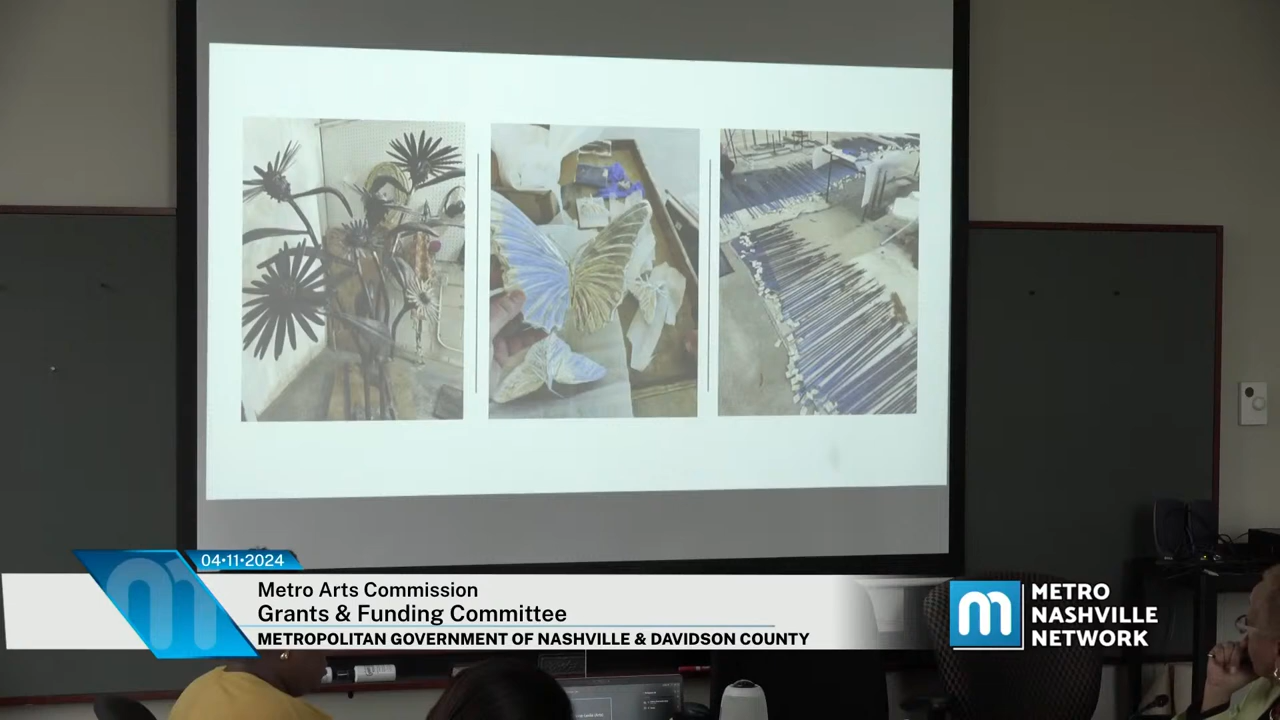 04•11•2024
Metro Arts Commission
Grants & Funding Committee
METROPOLITAN GOVERNMENT OF NASHVILLE & DAVIDSON COUNTY
METRO
NASHVILLE
NETWORK